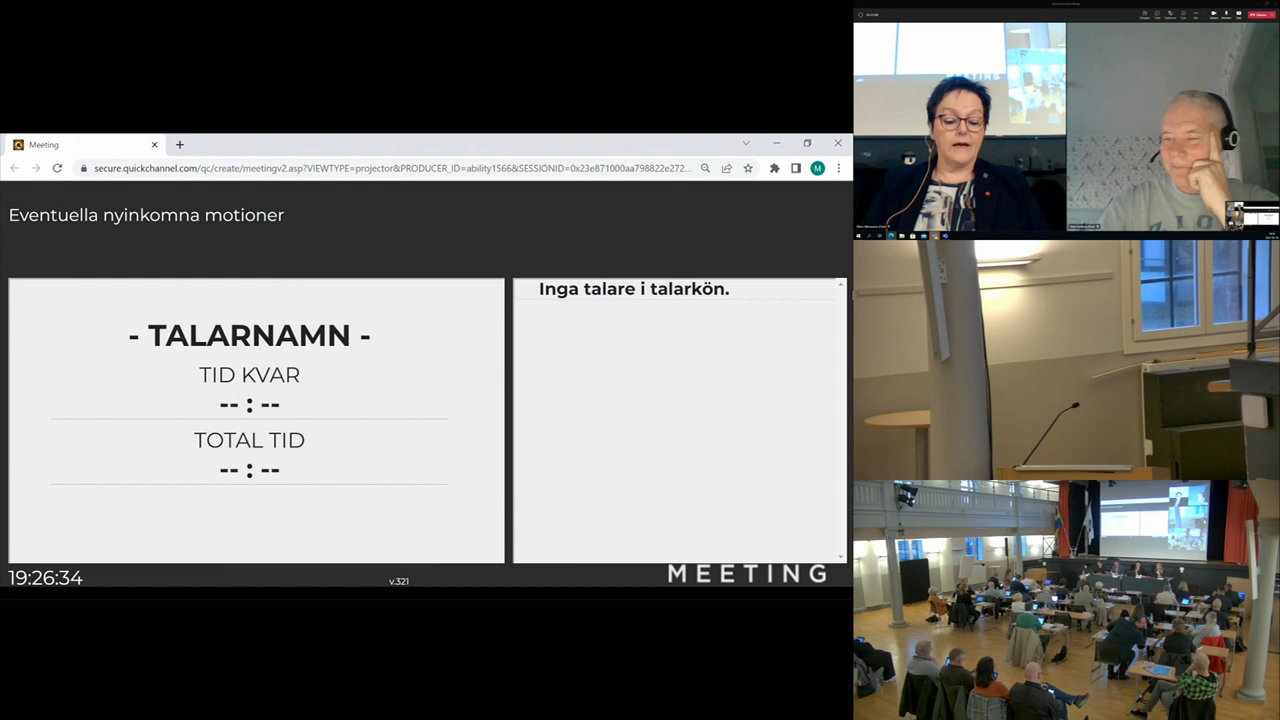 Meeting
secure.quickchannel.com/qc/create/meetingv2.asp?VIEWTYPE=projector&PRODUCER_ID=ability1566&SESSIONID=0x23e871000aa798822e272...
M
Eventuella nyinkomna motioner
- TALARNAMN -
TID KVAR
-- : --
TOTAL TID
-- : --
Inga talare i talarkön.
19:26:34
v.321
MEETING
MEETING